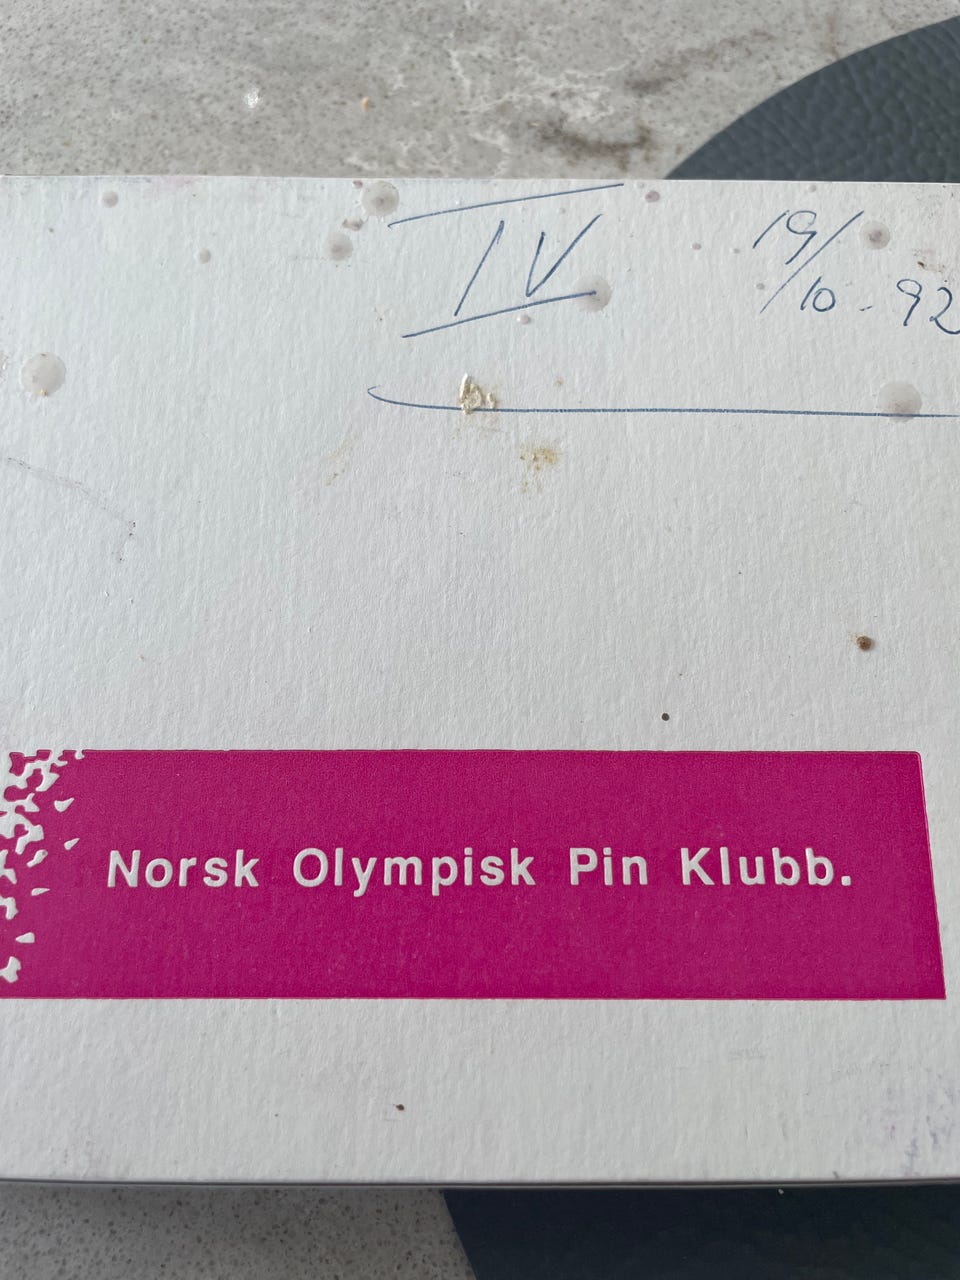 IV
19/10-92
Norsk Olympisk Pin Klubb.